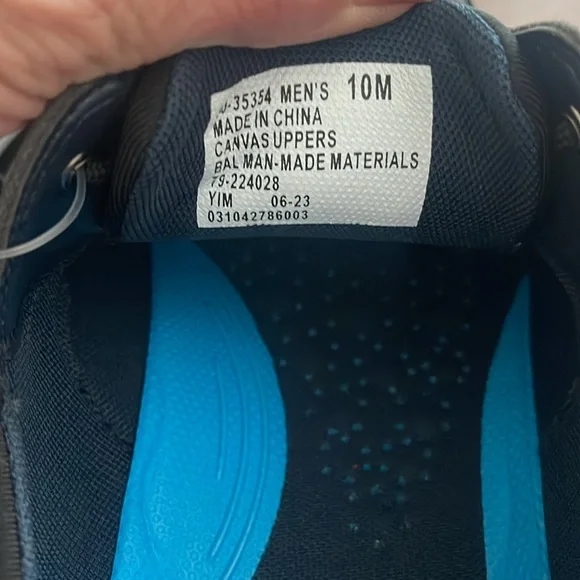 -35354 MEN'S 10M
MADE IN CHINA
CANVAS UPPERS
BAL MAN-MADE MATERIALS
79-224028
YIM 06-23
031042786003